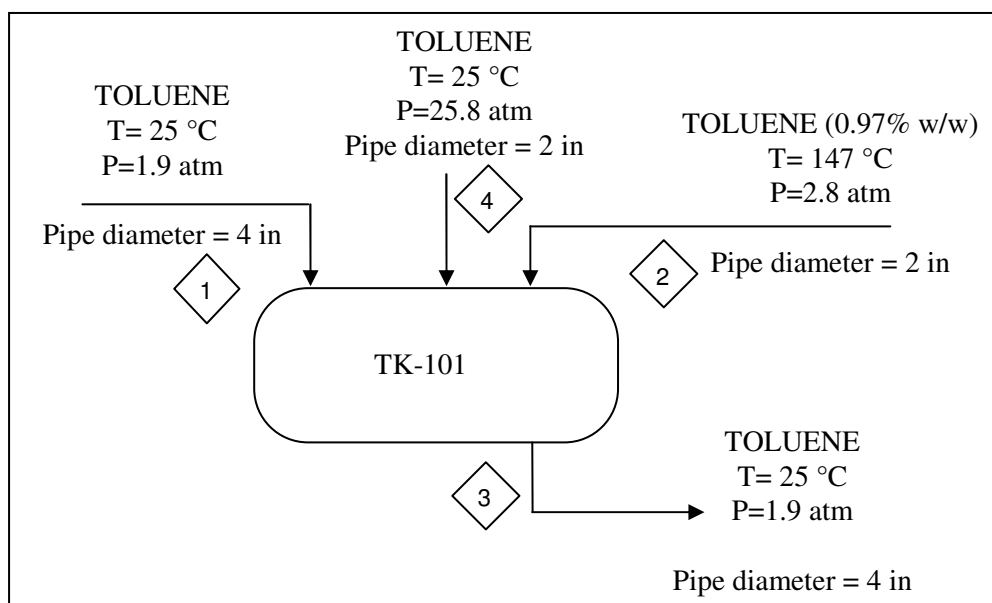 TOLUENE
T= 25 °C
P=1.9 atm
Pipe diameter = 4 in
1
TOLUENE
T= 25 °C
P=25.8 atm
Pipe diameter = 2 in
4
TOLUENE (0.97% w/w)
T= 147 °C
P=2.8 atm
Pipe diameter = 2 in
2
TK-101
3
TOLUENE
T= 25 °C
P=1.9 atm
Pipe diameter = 4 in